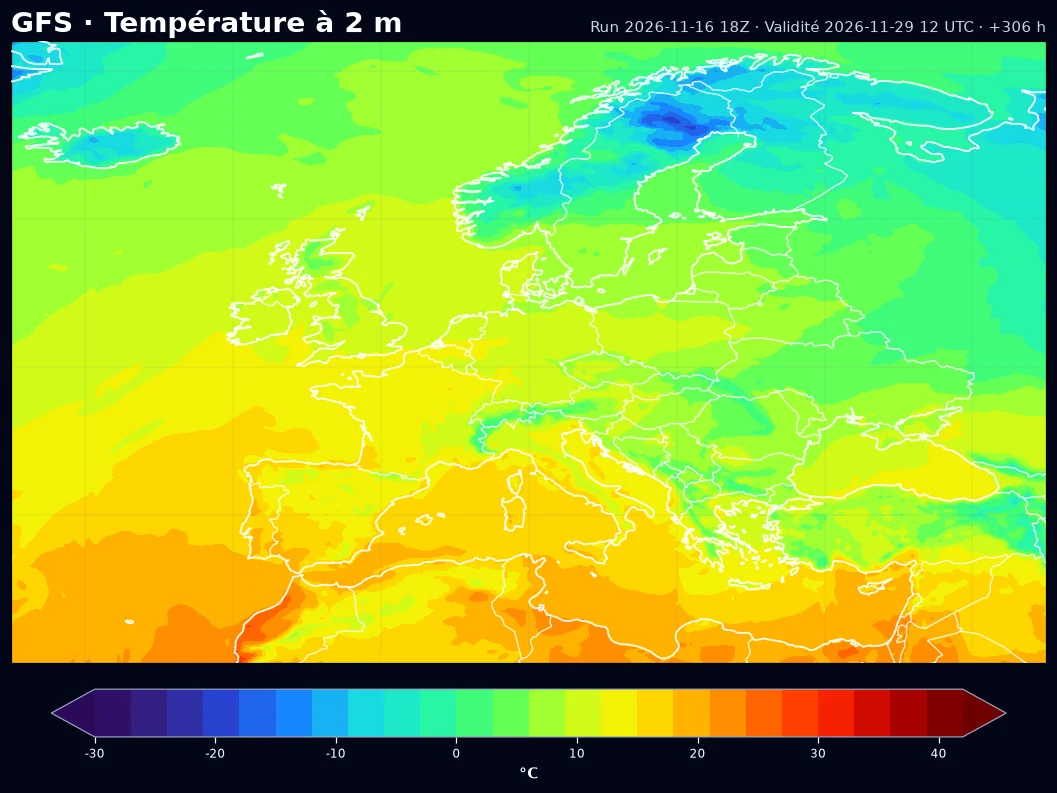 GFS · Température à 2 m
Run 2026-11-16 18Z · Validité 2026-11-29 12 UTC · +306 h
-30 -20 -10 0 10 20 30 40
°C